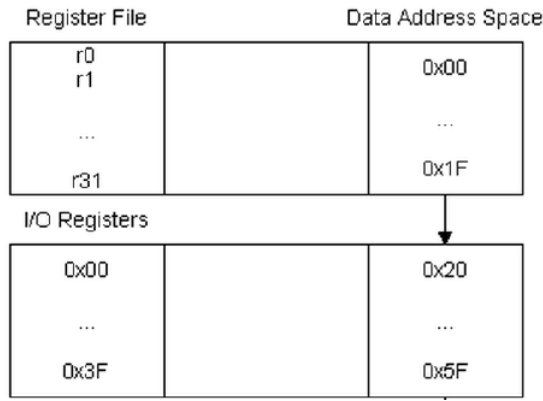 Register File Data Address Space
r0
r1 0x00
... ...
r31 0x1F
I/O Registers
0x00 0x20
... ...
0x3F 0x5F